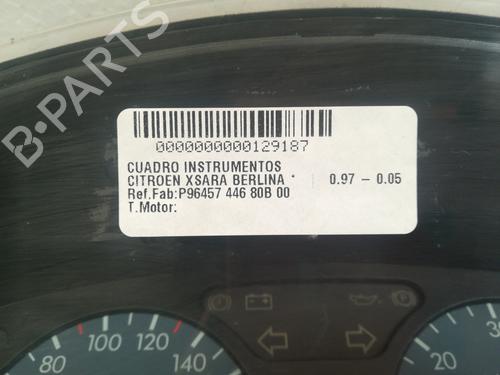 B-PARTS
0000000000129187
CUADRO INSTRUMENTOS
CITROEN XSARA BERLINA * 0.97 - 0.05
Ref.Fab:P96457 446 80B 00
T.Motor:
80 100 120 140
20 30